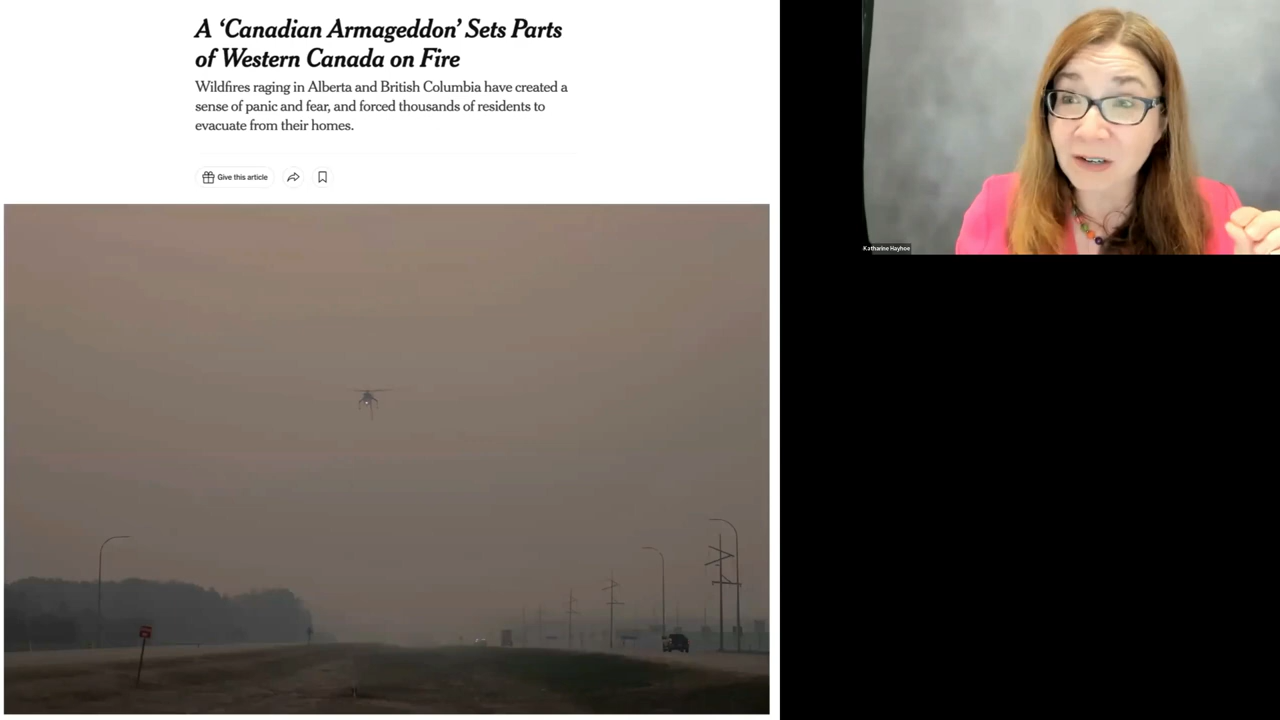 A ‘Canadian Armageddon’ Sets Parts
of Western Canada on Fire
Wildfires raging in Alberta and British Columbia have created a
sense of panic and fear, and forced thousands of residents to
evacuate from their homes.
Give this article
Katharine Hayhoe